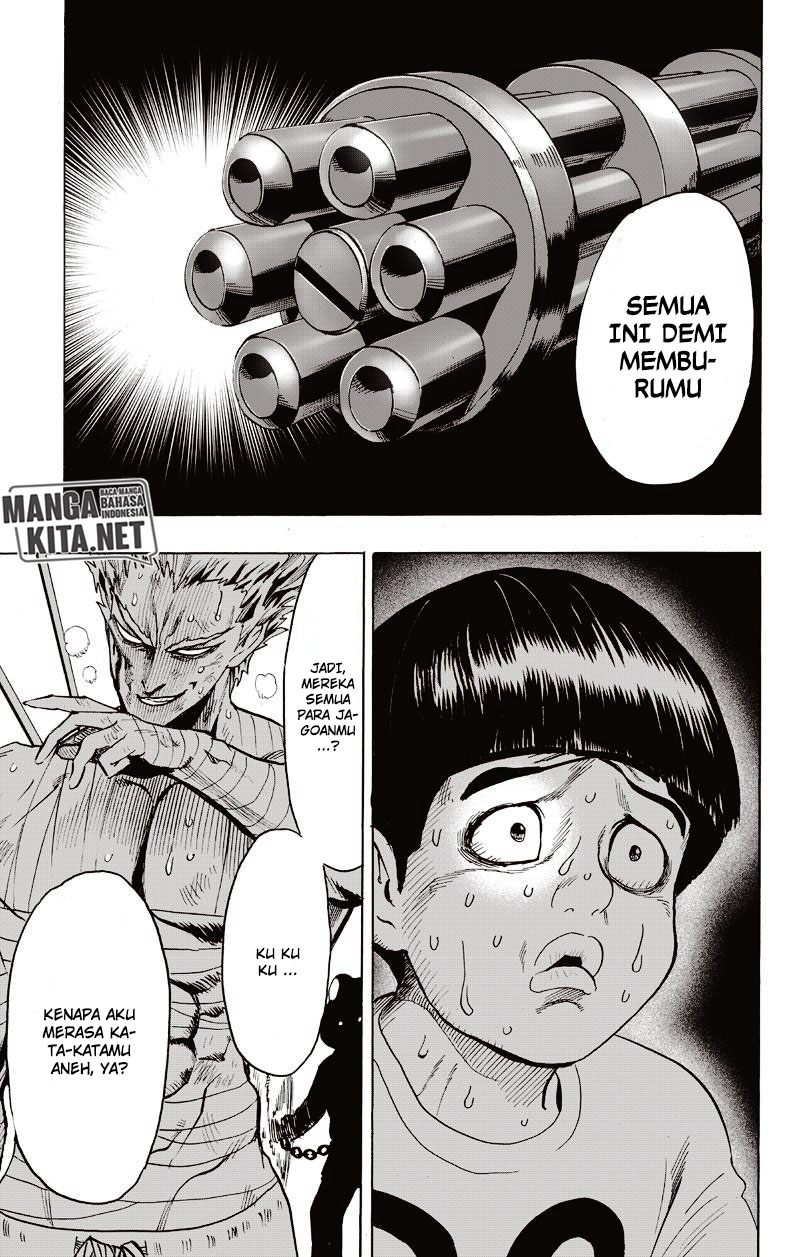 SEMUA
INI DEMI
MEMBU-
RUMU
MANGA
BACA MANGA
BAHASA
INDONESIA
KITA.NET
JADI,
MEREKA
SEMUA
PARA JA-
GOANMU
...?
KU KU
KU ...
KENAPA AKU
MERASA KA-
TA-KATAMU
ANEH, YA?